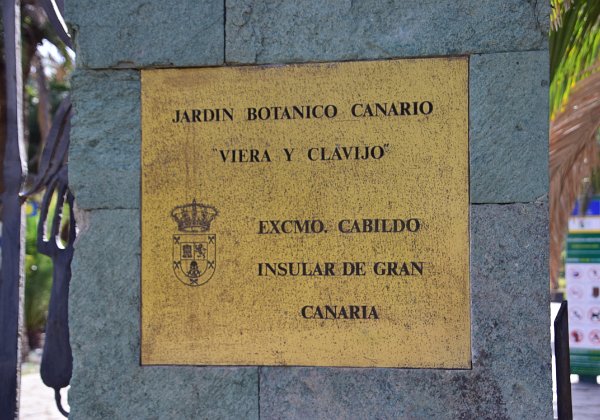 JARDIN BOTANICO CANARIO
"VIERA Y CLAVIJO"
EXCMO. CABILDO
INSULAR DE GRAN
CANARIA